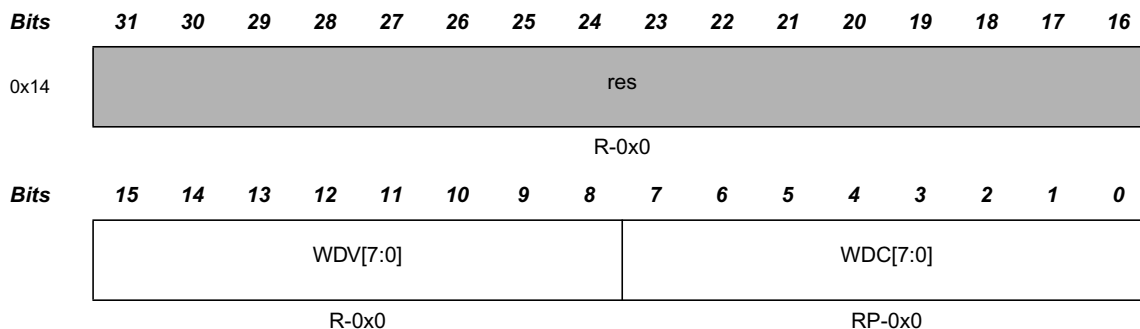 Bits 31 30 29 28 27 26 25 24 23 22 21 20 19 18 17 16
0x14 res
R-0x0
Bits 15 14 13 12 11 10 9 8 7 6 5 4 3 2 1 0
WDV[7:0] WDC[7:0]
R-0x0 RP-0x0